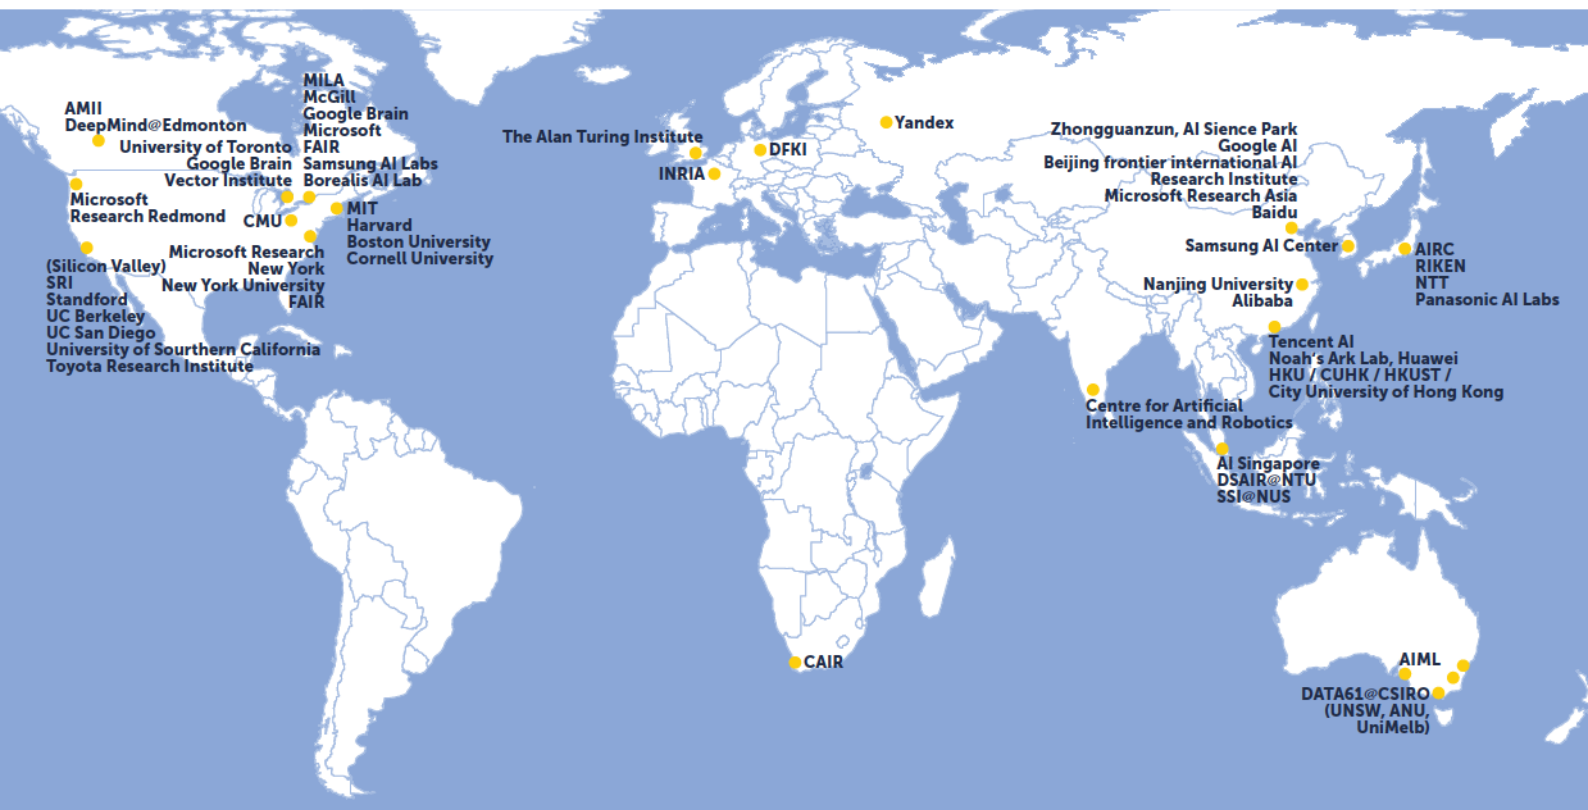 AMII
DeepMind@Edmonton
University of Toronto
Google Brain
Vector Institute
MILA
McGill
Google Brain
Microsoft
FAIR
Samsung AI Labs
Borealis AI Lab
Microsoft
Research Redmond
CMU
MIT
Harvard
Boston University
Cornell University
Microsoft Research
New York
New York University
FAIR
(Silicon Valley)
SRI
Standford
UC Berkeley
UC San Diego
University of Sourthern California
Toyota Research Institute
The Alan Turing Institute
INRIA
DFKI
Yandex
CAIR
Zhongguanzun, AI Sience Park
Google AI
Beijing frontier international AI
Research Institute
Microsoft Research Asia
Baidu
Samsung AI Center
AIRC
RIKEN
NTT
Panasonic AI Labs
Nanjing University
Alibaba
Tencent AI
Noah's Ark Lab, Huawei
HKU / CUHK / HKUST /
City University of Hong Kong
Centre for Artificial
Intelligence and Robotics
AI Singapore
DSAIR@NTU
SSI@NUS
AIML
DATA61@CSIRO
(UNSW, ANU,
UniMelb)